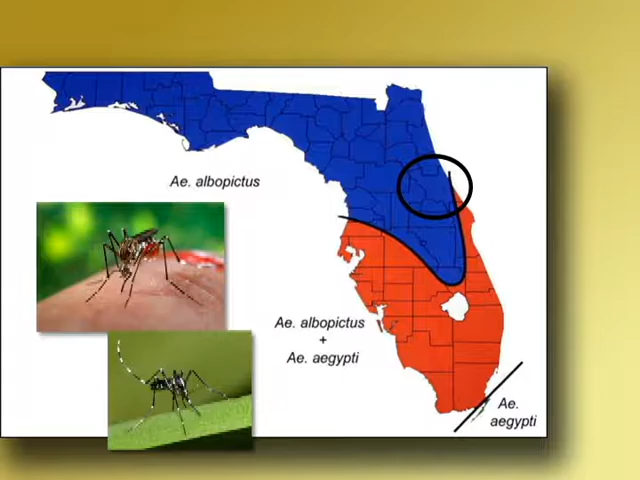 Ae. albopictus
Ae. albopictus
+
Ae. aegypti
Ae.
aegypti